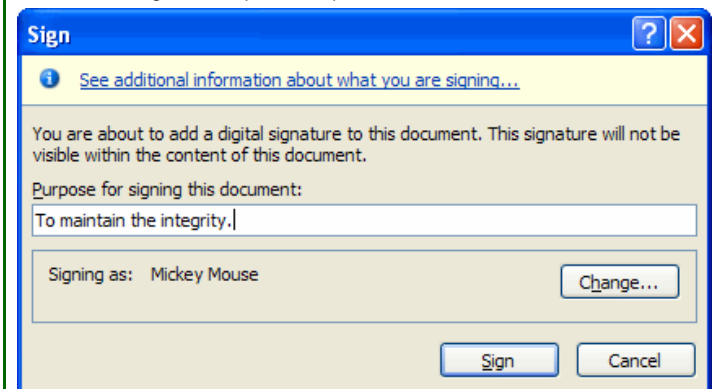 Sign
See additional information about what you are signing...
You are about to add a digital signature to this document. This signature will not be
visible within the content of this document.
Purpose for signing this document:
To maintain the integrity.
Signing as: Mickey Mouse
Change...
Sign Cancel